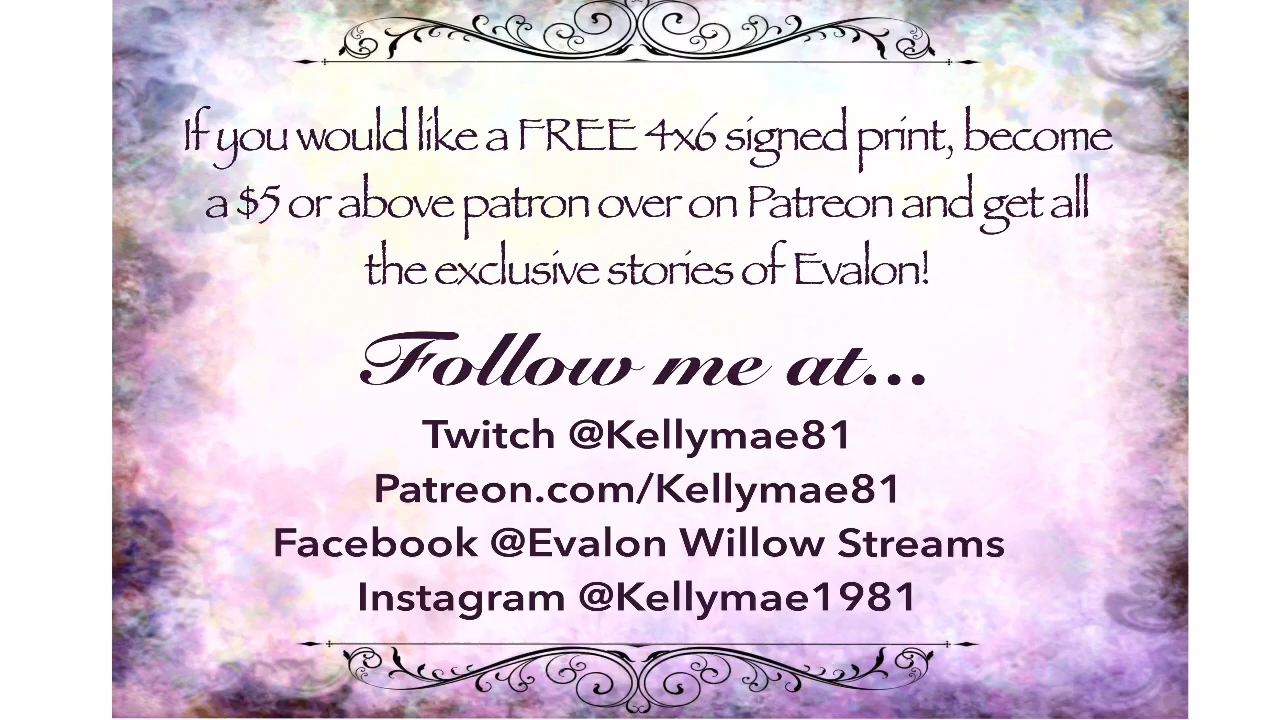 If you would like a FREE 4x6 signed print, become
a $5 or above patron over on Patreon and get all
the exclusive stories of Evalon!
Follow me at...
Twitch @Kellymae81
Patreon.com/Kellymae81
Facebook @Evalon Willow Streams
Instagram @Kellymae1981